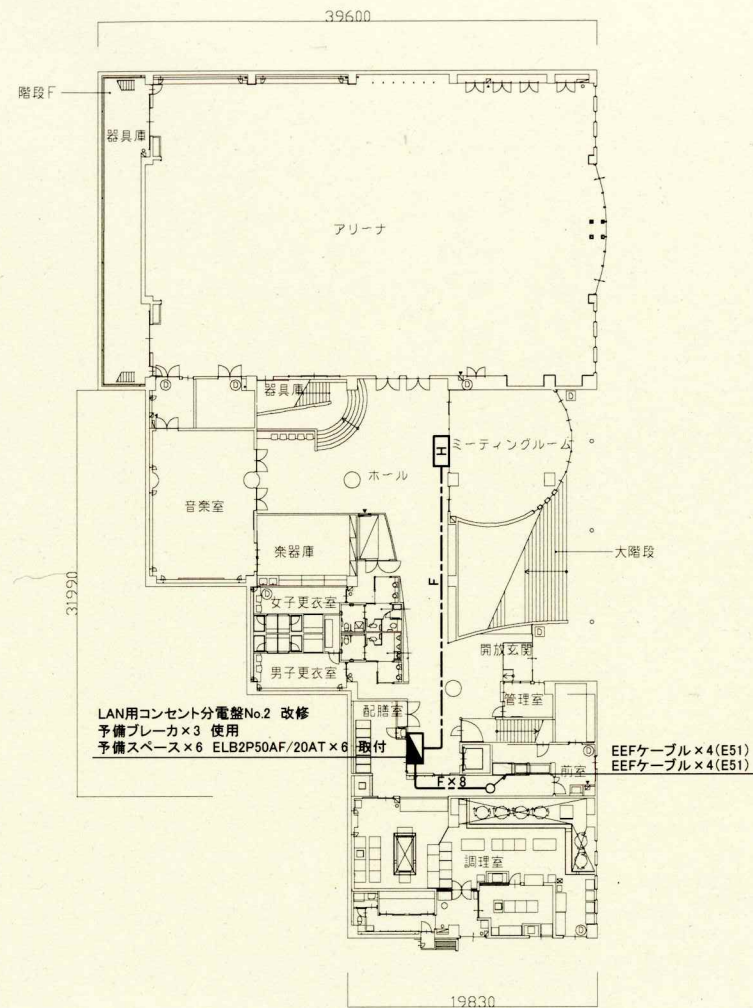 39600
階段F
器具庫
アリーナ
器具庫
H
ミーティングルーム
ホール
音楽室
楽器庫
F
大階段
31990
女子更衣室
男子更衣室
開放玄関
管理室
配膳室
LAN用コンセント分電盤No.2 改修
予備ブレーカ×3 使用
予備スペース×6 ELB2P50AF/20AT×6 取付
EEFケーブル×4(E51)
EEFケーブル×4(E51)
前室
F×8
調理室
19830